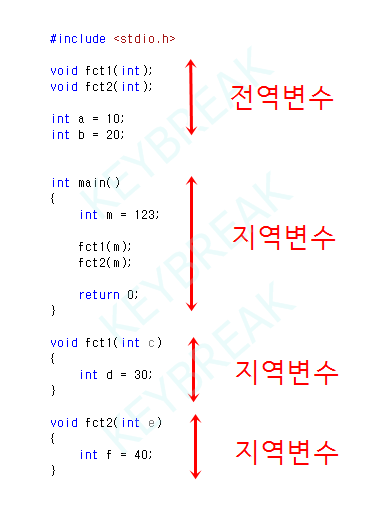 #include <stdio.h>
void fct1(int);
void fct2(int);
전역변수
int a = 10;
int b = 20;
int main()
{
int m = 123;
지역변수
fct1(m);
fct2(m);
return 0;
}
void fct1(int c)
{
지역변수
int d = 30;
}
void fct2(int e)
{
지역변수
int f = 40;
}
KEYBREAK
KEYBREAK
KEYBREAK